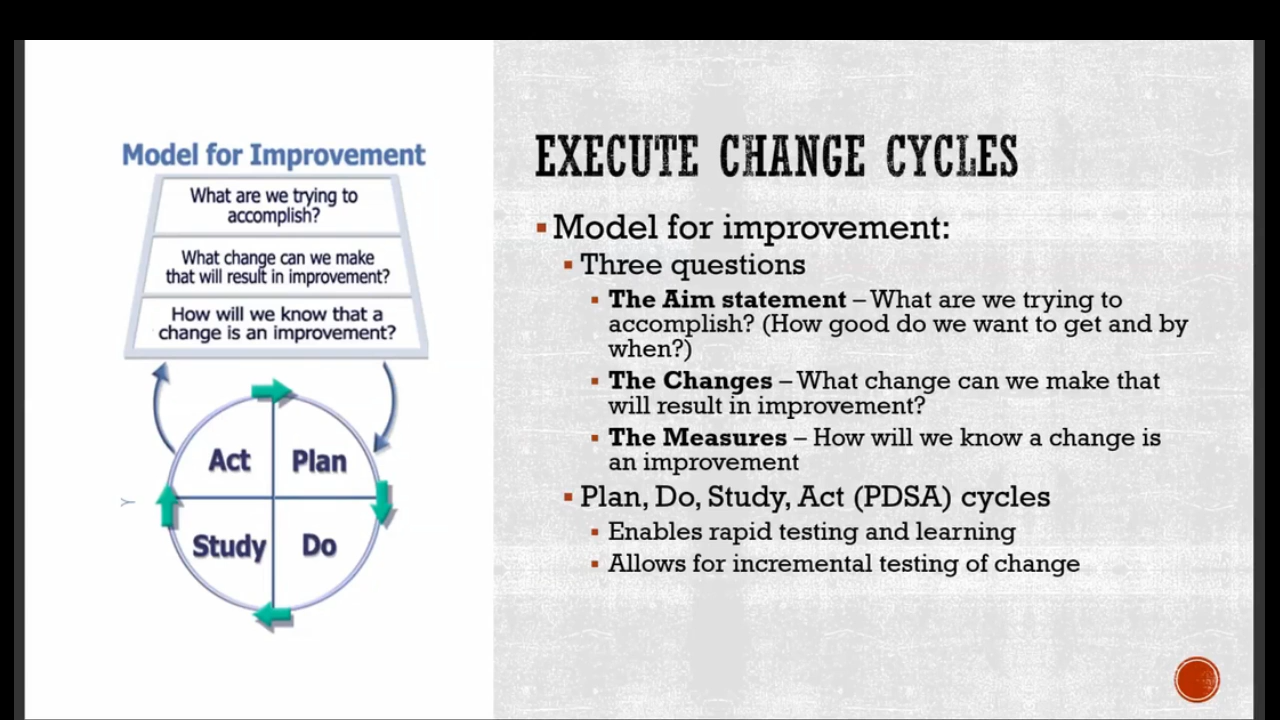 Model for Improvement
What are we trying to
accomplish?
What change can we make
that will result in improvement?
How will we know that a
change is an improvement?
Act
Plan
Study
Do
Y
EXECUTE CHANGE CYCLES
Model for improvement:
Three questions
The Aim statement – What are we trying to
accomplish? (How good do we want to get and by
when?)
The Changes – What change can we make that
will result in improvement?
The Measures – How will we know a change is
an improvement
Plan, Do, Study, Act (PDSA) cycles
Enables rapid testing and learning
Allows for incremental testing of change